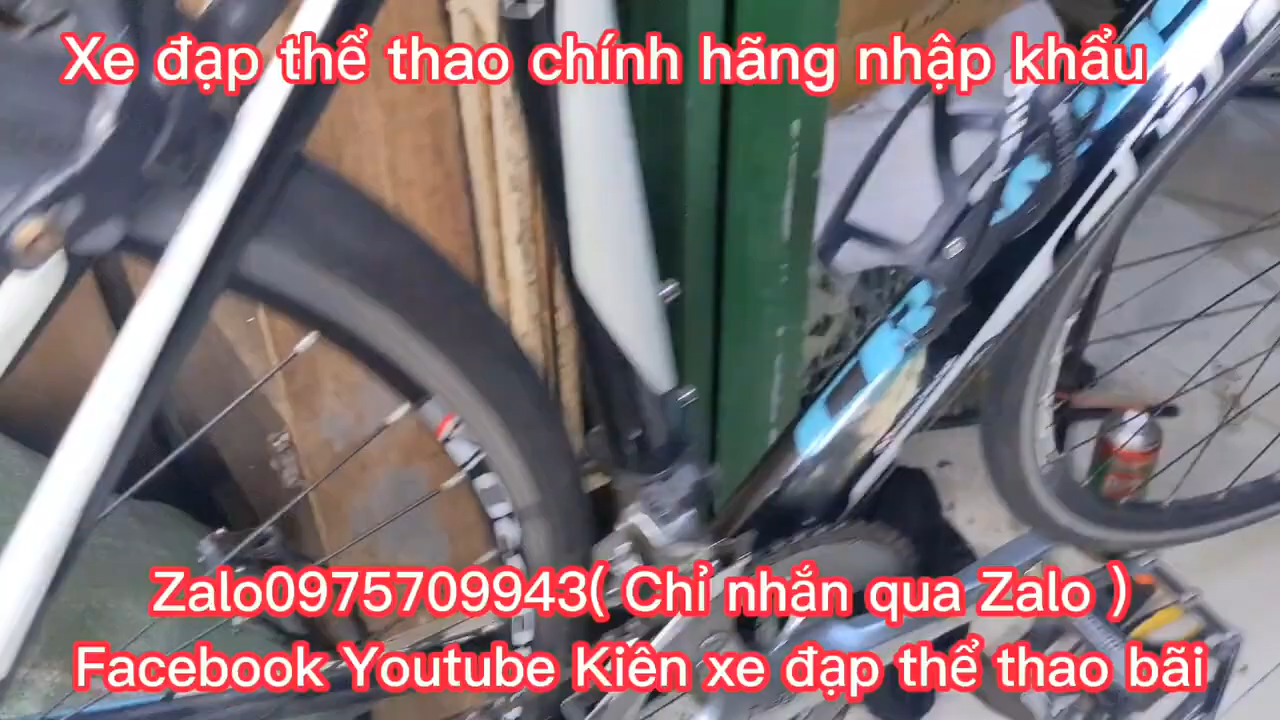 Xe đạp thể thao chính hãng nhập khẩu
Zalo0975709943( Chỉ nhắn qua Zalo )
Facebook Youtube Kiên xe đạp thể thao bãi